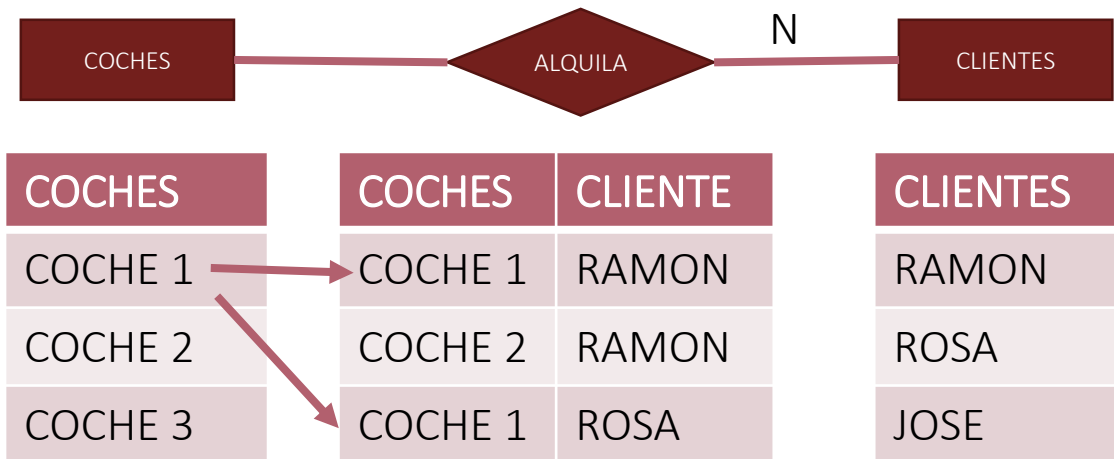 N
COCHES ALQUILA CLIENTES
COCHES COCHES CLIENTE CLIENTES
COCHE 1 COCHE 1 RAMON RAMON
COCHE 2 COCHE 2 RAMON ROSA
COCHE 3 COCHE 1 ROSA JOSE